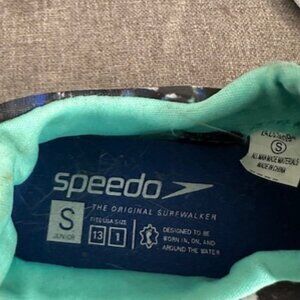 speedo
THE ORIGINAL SURFWALKER
S
JUNIOR
FITS USA SIZE
13 1
DESIGNED TO BE
WORN IN, ON, AND
AROUND THE WATER
S
ALL MAN MADE MATERIALS
MADE IN CHINA